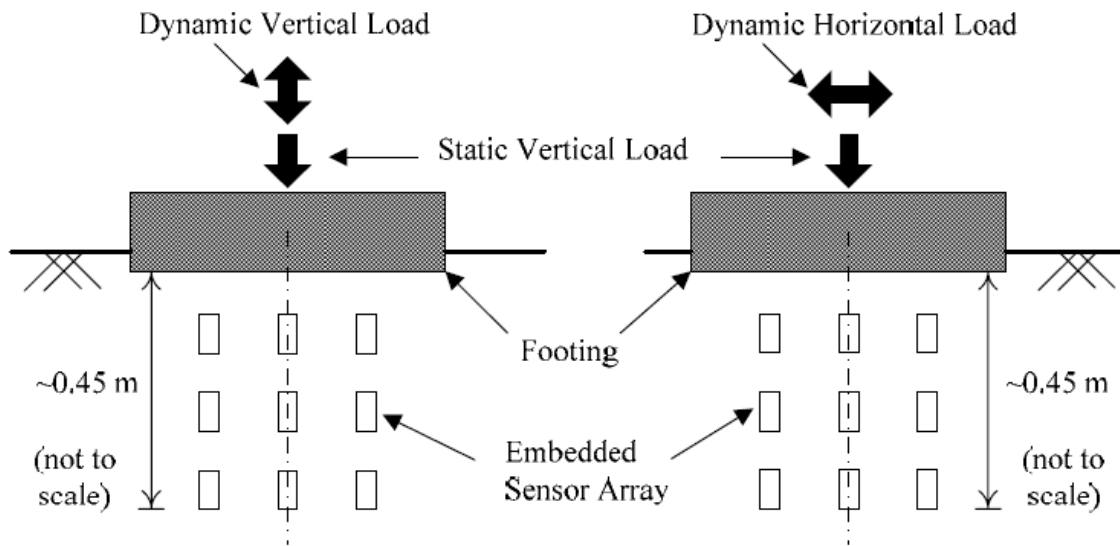 Dynamic Vertical Load
Dynamic Horizontal Load
Static Vertical Load
Footing
~0.45 m
~0.45 m
(not to
scale)
Embedded
Sensor Array
(not to
scale)